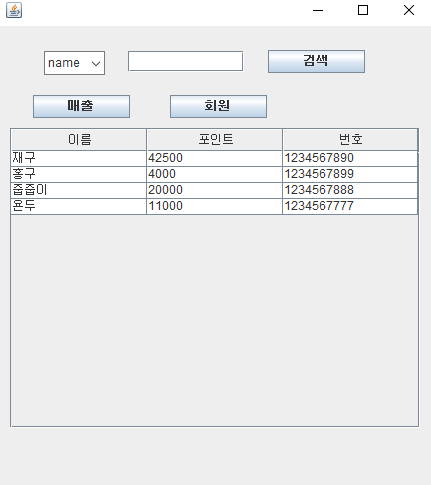 name 검색
매출 회원
이름 포인트 번호
재구 42500 1234567890
홍구 4000 1234567899
줍줍이 20000 1234567888
욘두 11000 1234567777